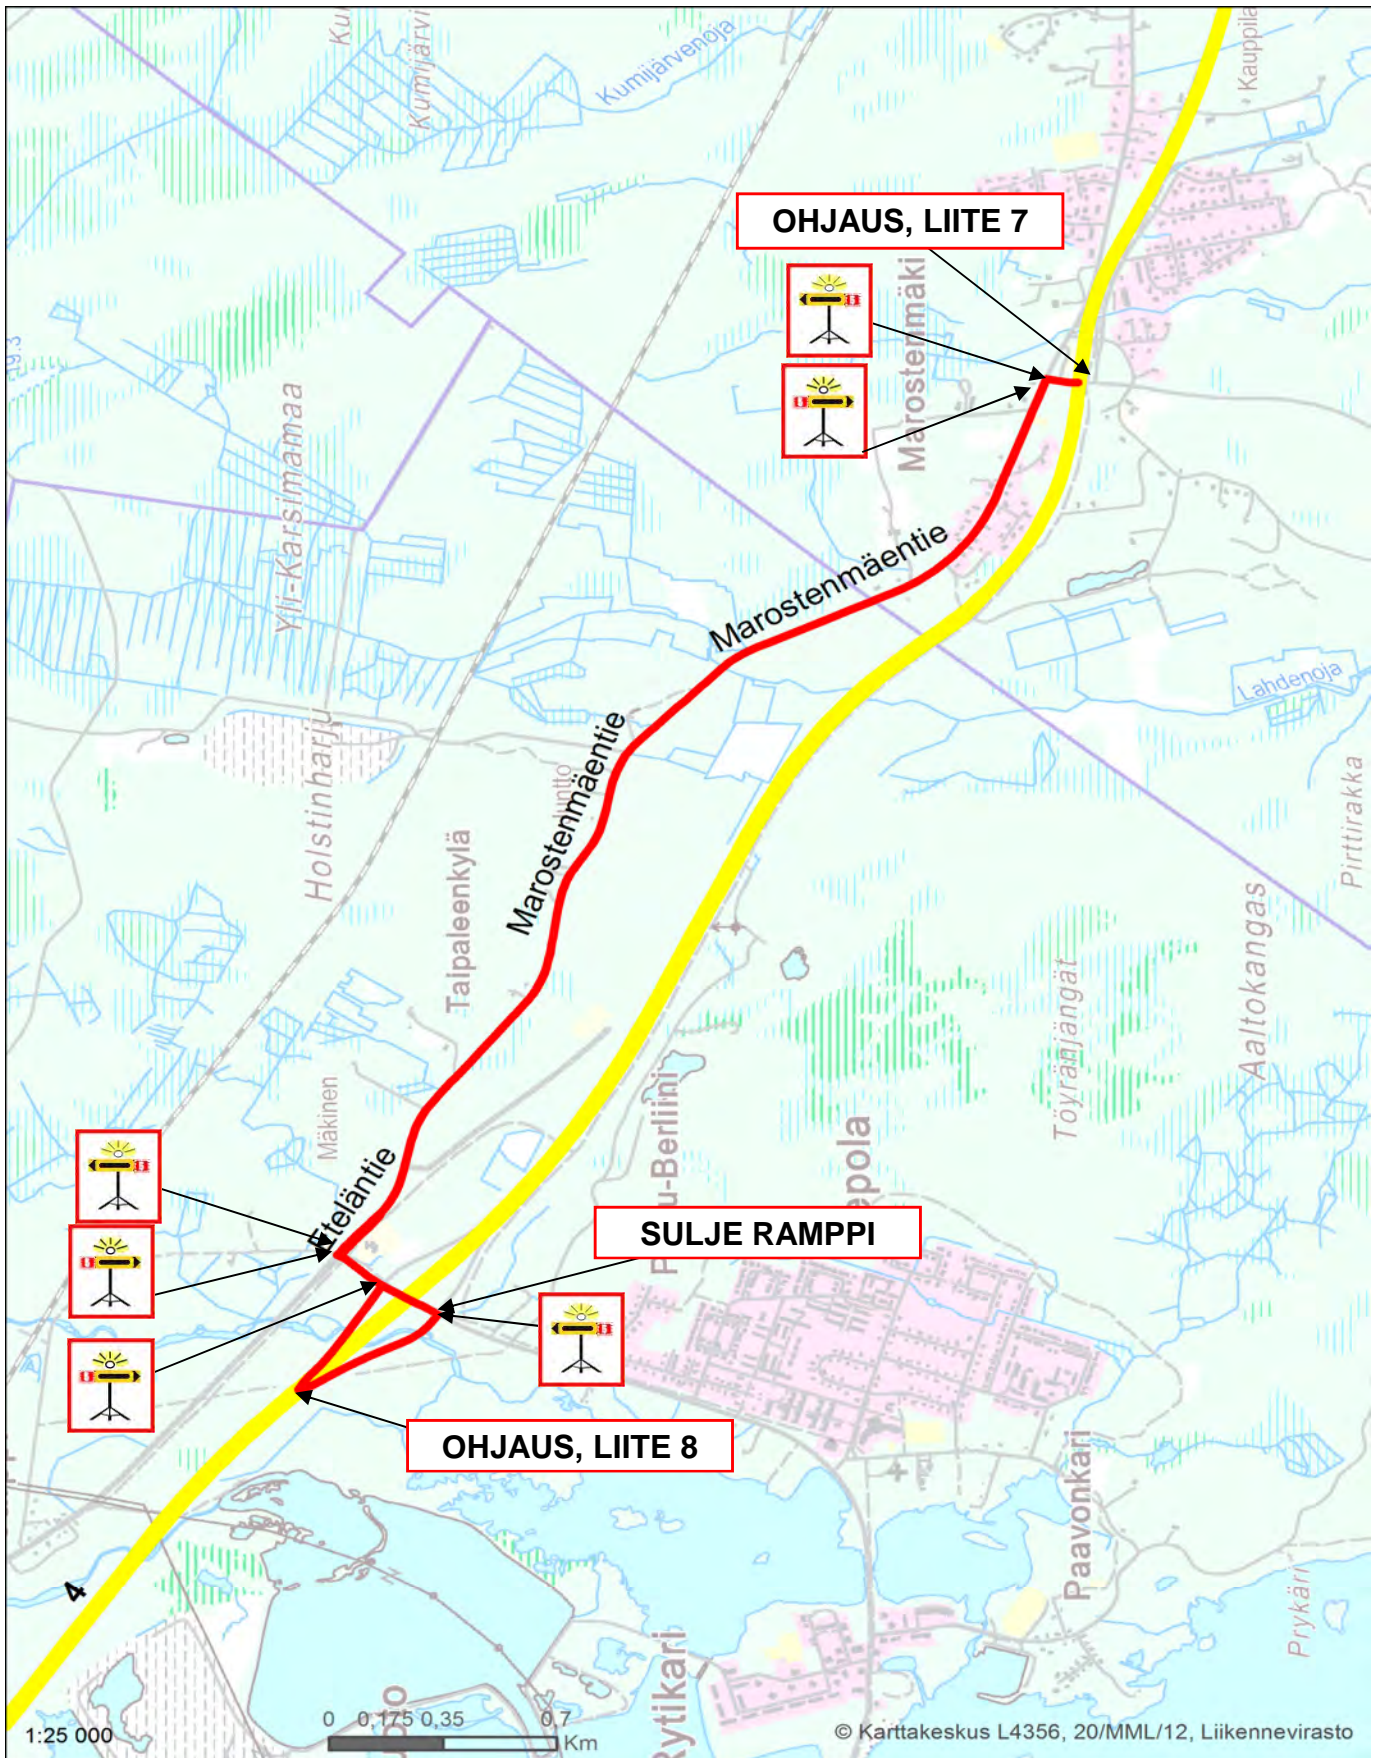 Kumijärvi
Kumijärvenoja
Kauppila
OHJAUS, LIITE 7
Marostenmäki
Yli-Karsimamaa
Marostenmäentie
Lahdenoja
Holstinharju
Marostenmäentie
Pirttirakka
Taipaleenkylä
Aaltokangas
Töyränjängät
Mäkinen
Eteläntie
SULJE RAMPPI
OHJAUS, LIITE 8
Paavonkari
4
Prykäri
Rytikari
0 0,175 0,35 0,7
Km
1:25 000
© Karttakeskus L4356, 20/MML/12, Liikennevirasto